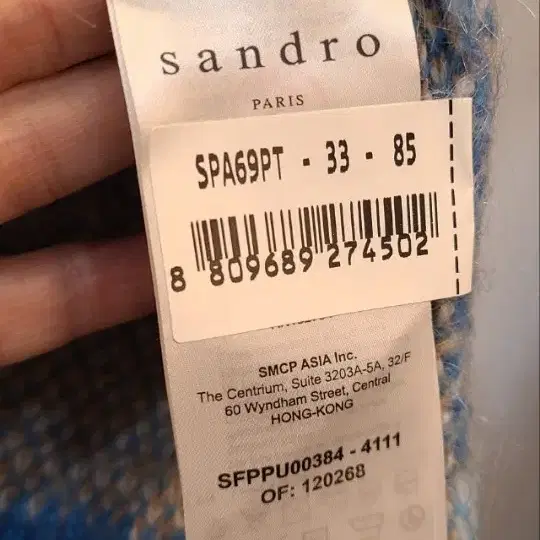 sandro
PARIS
SPA69PT - 33 - 85
8 809689 274502
SMCP ASIA Inc.
The Centrium, Suite 3203A-5A, 32/F
60 Wyndham Street, Central
HONG-KONG
SFPPU00384 - 4111
OF: 120268